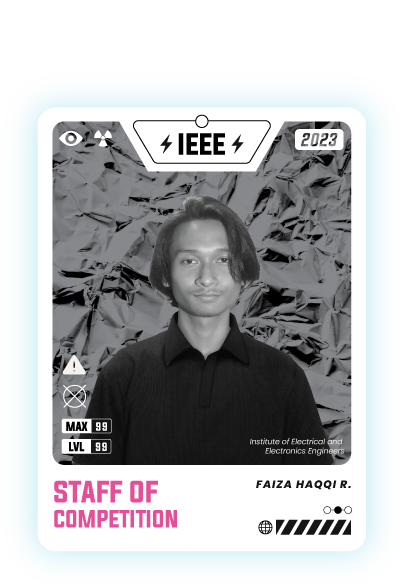 IEEE
2023
MAX 99
LVL 99
Institute of Electrical and
Electronics Engineers
STAFF OF
COMPETITION
FAIZA HAQQI R.